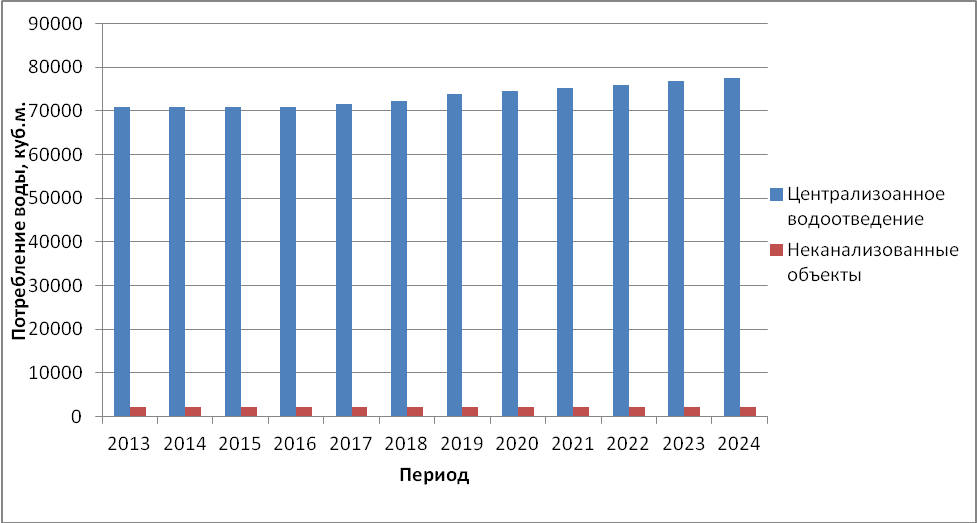 90000
80000
70000
60000
50000
40000
30000
20000
10000
0
Потребление воды, куб.м.
2013 2014 2015 2016 2017 2018 2019 2020 2021 2022 2023 2024
Период
Централизоанное
водоотведение
Неканализованные
объекты